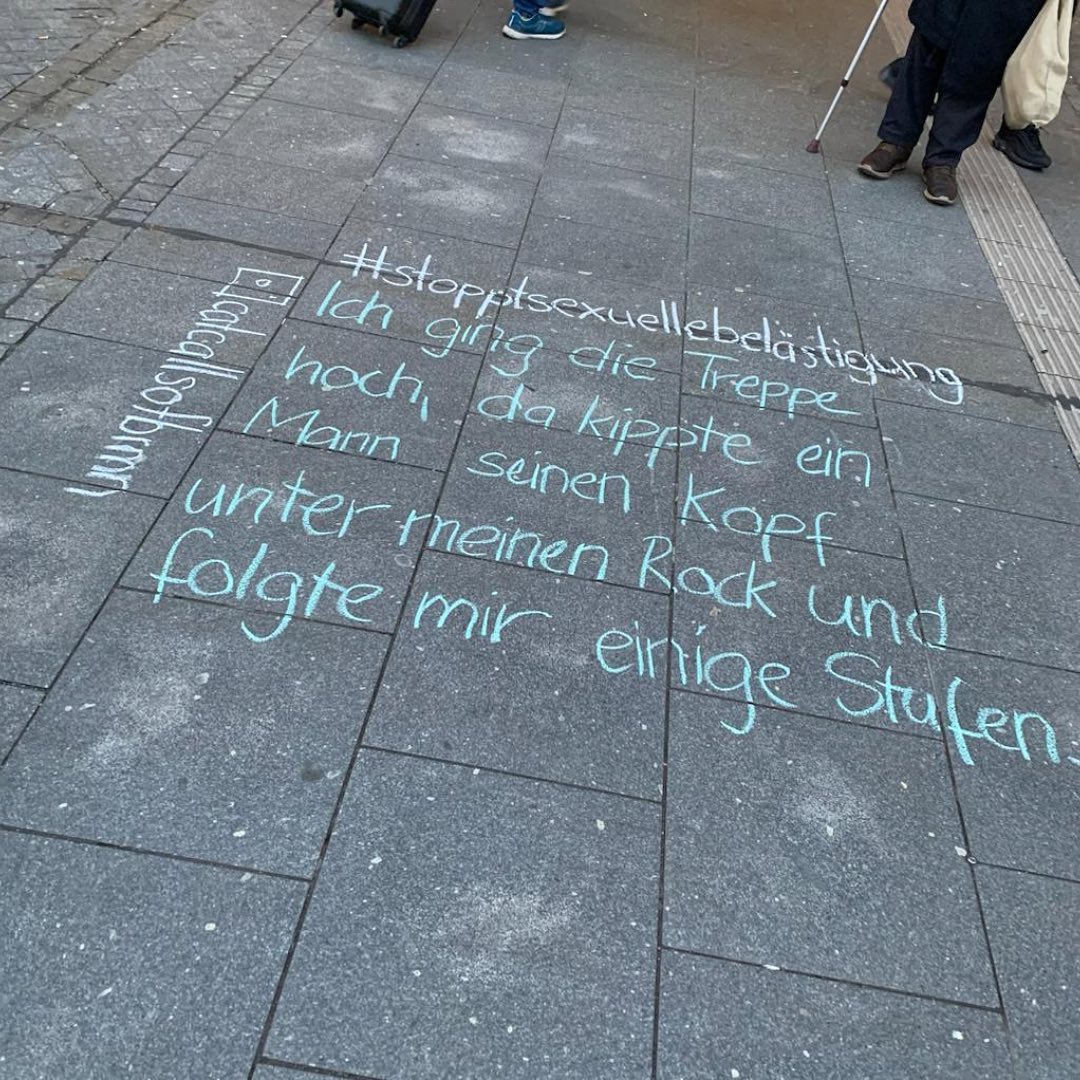 #stopptsexuellebelästigung
Ich ging die Treppe
hoch, da kippte ein
Mann seinen Kopf
unter meinen Rock und
folgte mir einige Stufen.
catcallsofbrmn